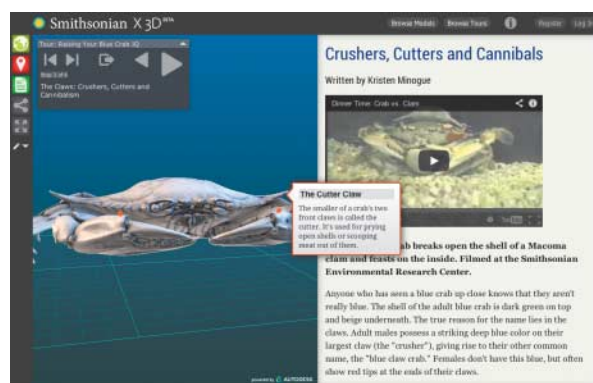 Smithsonian X 3D BETA
Browse Models
Browse Tours
Register
Log In
Tour: Raising Your Blue Crab IQ
The Claws: Crushers, Cutters and
Cannibalism
The Cutter Claw
The smaller of a crab's two
front claws is called the
cutter. It's used for prying
open shells or scooping
meat out of them.
powered by AUTODESK
Crushers, Cutters and Cannibals
Written by Kristen Minogue
Dinner Time: Crab vs. Clam
ab breaks open the shell of a Macoma
clam and feasts on the inside. Filmed at the Smithsonian
Environmental Research Center.
Anyone who has seen a blue crab up close knows that they aren't
really blue. The shell of the adult blue crab is dark green on top
and beige underneath. The true reason for the name lies in the
claws. Adult males possess a striking deep blue color on their
largest claw (the "crusher"), giving rise to their other common
name, the "blue claw crab." Females don't have this blue, but often
show red tips at the ends of their claws.